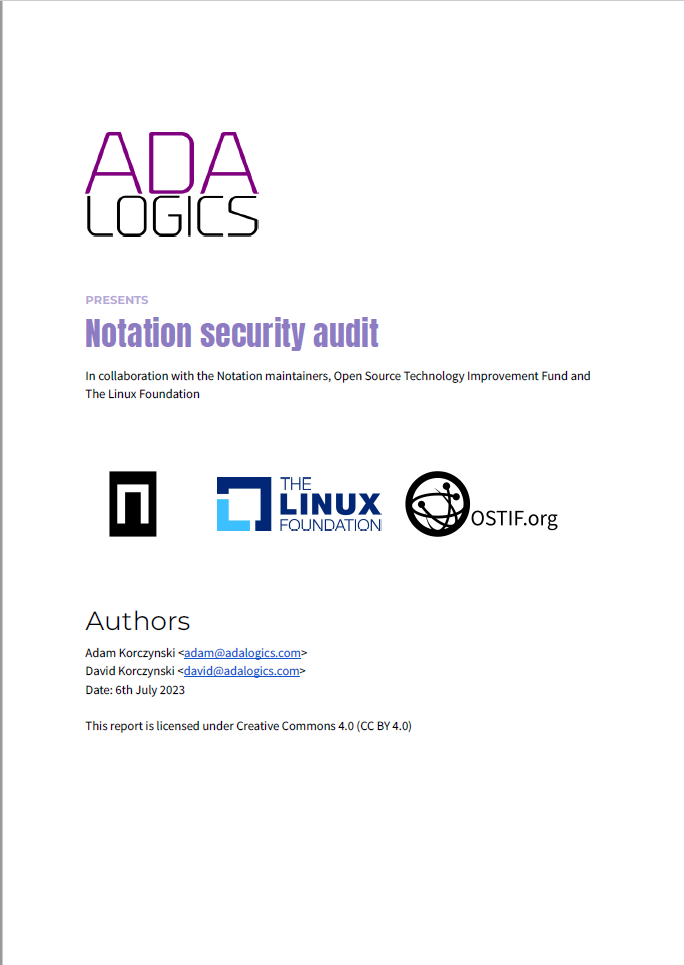 ADA
LOGICS
PRESENTS
Notation security audit
In collaboration with the Notation maintainers, Open Source Technology Improvement Fund and
The Linux Foundation
THE
LINUX
FOUNDATION
OSTIF.org
Authors
Adam Korczynski <adam@adalogics.com>
David Korczynski <david@adalogics.com>
Date: 6th July 2023
This report is licensed under Creative Commons 4.0 (CC BY 4.0)